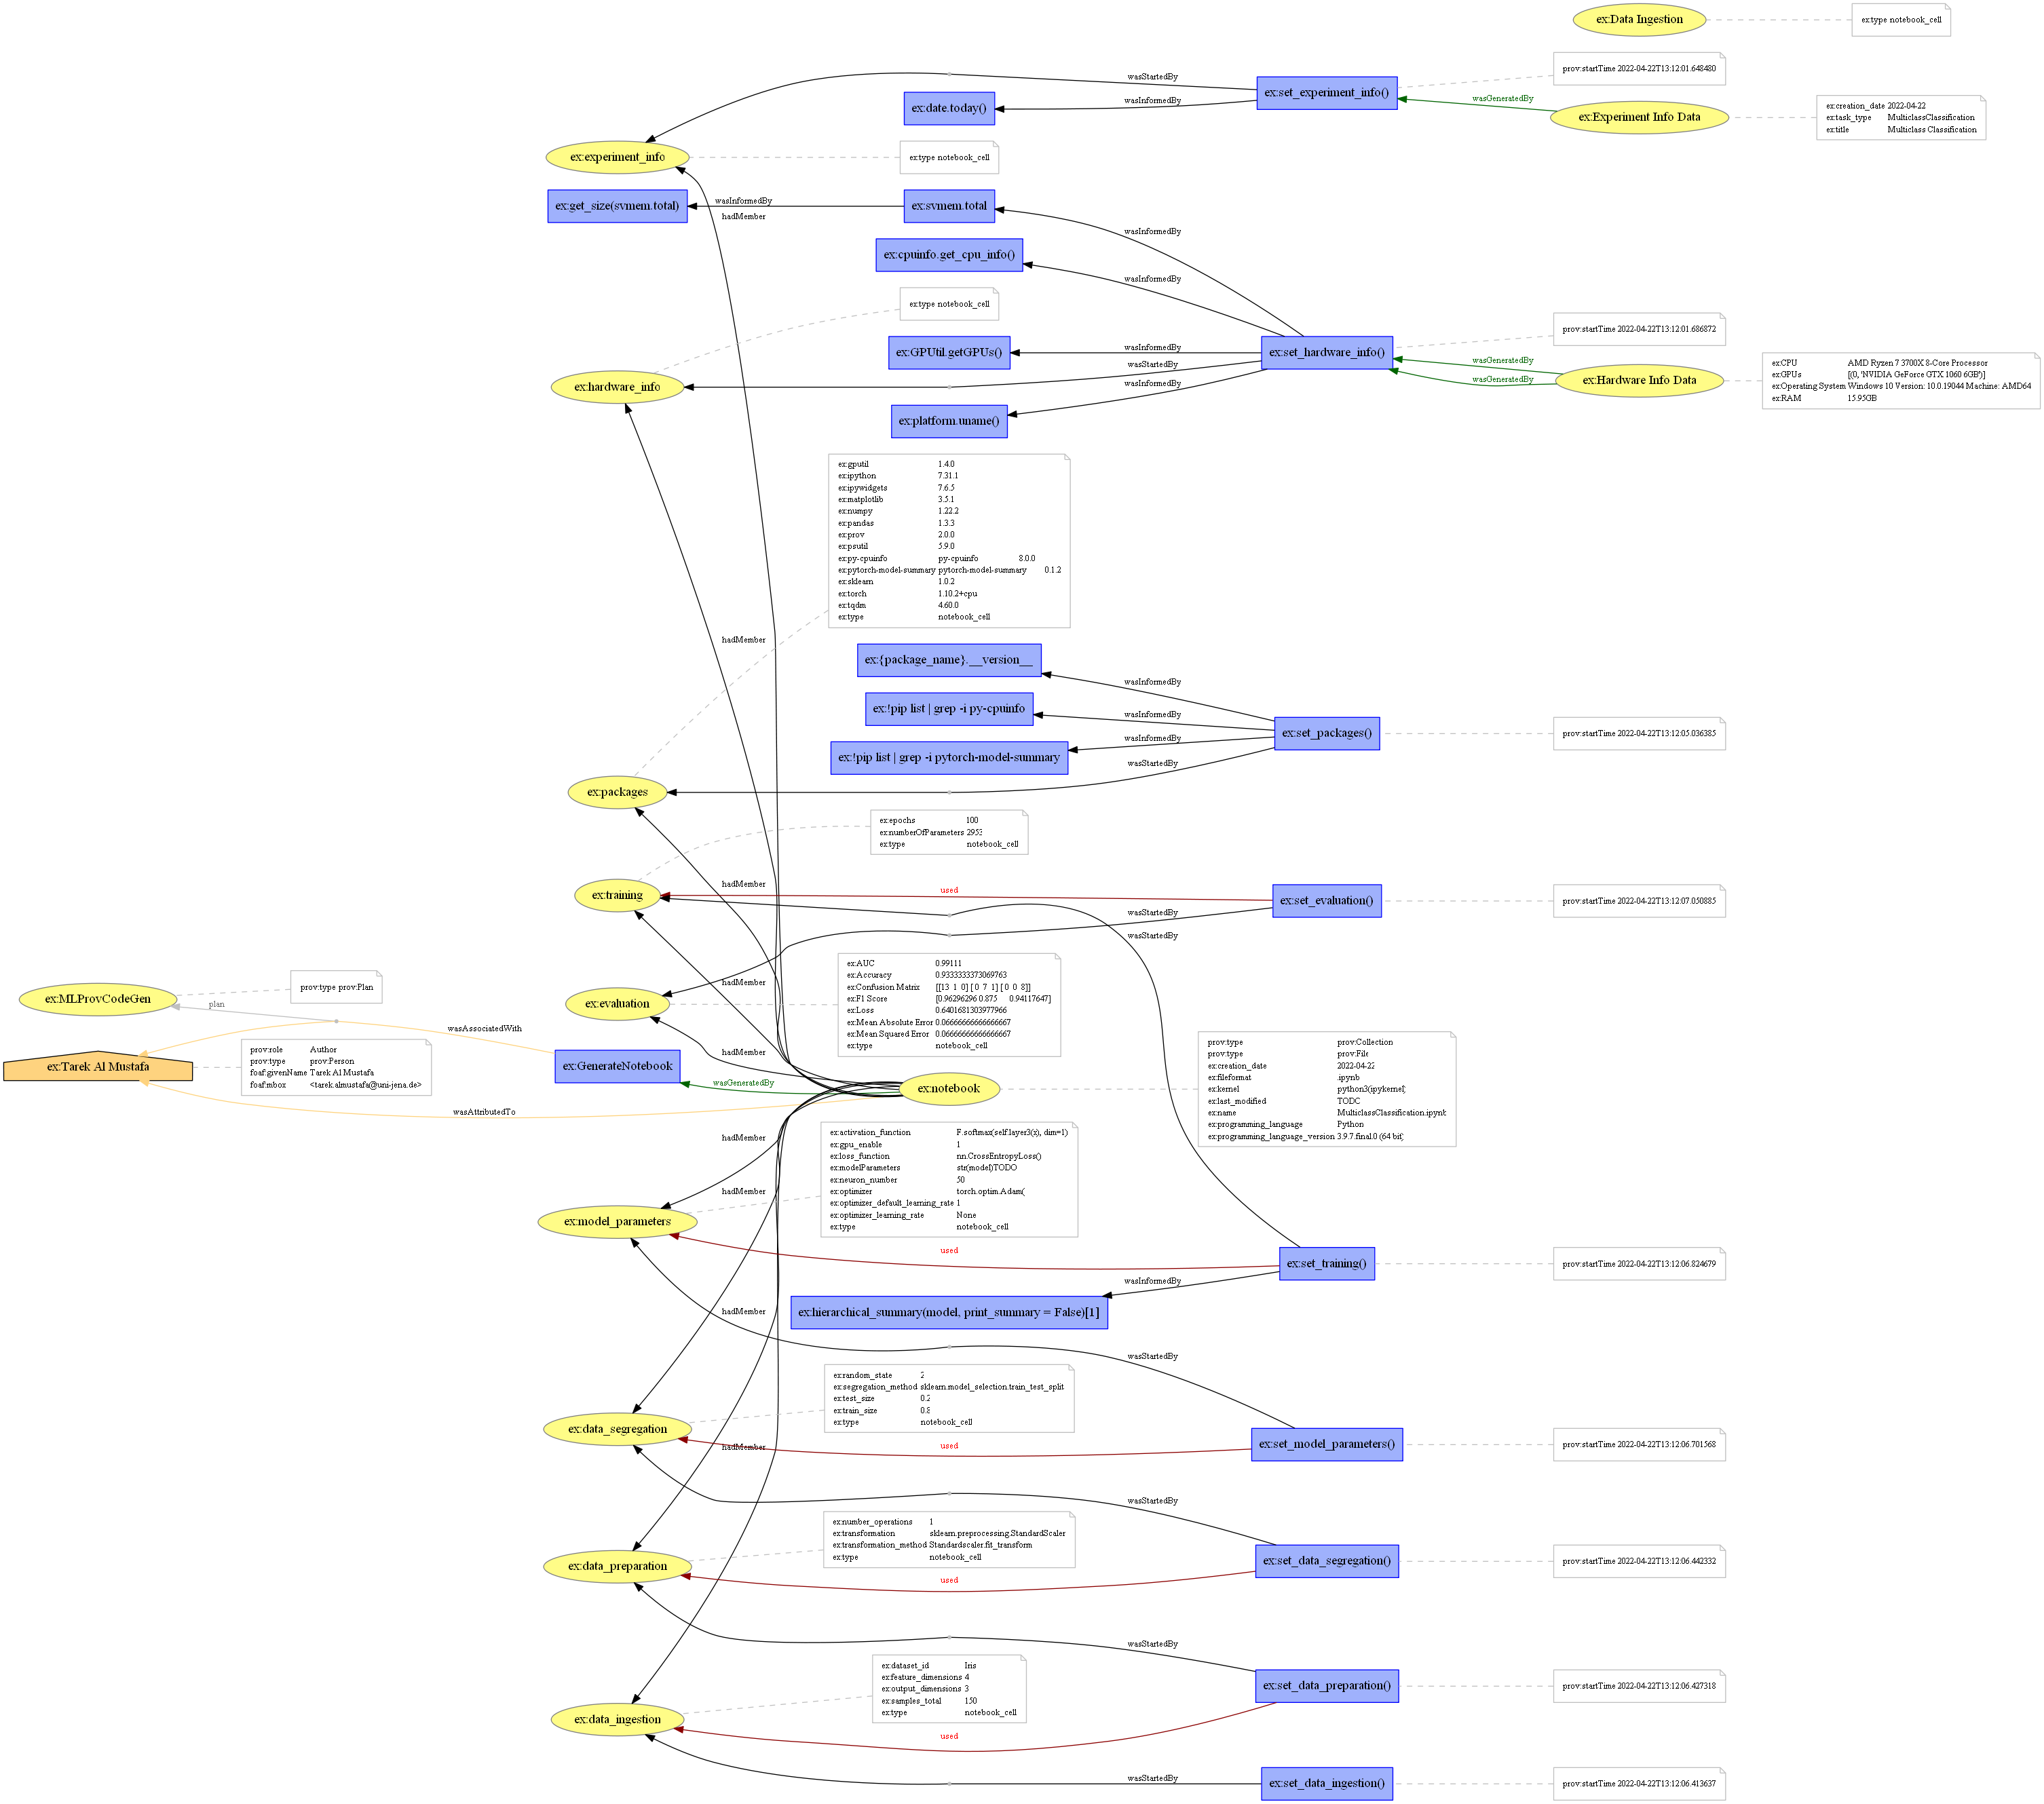 ex:Data Ingestion
ex:type notebook_cell
wasStartedBy
ex:set_experiment_info()
prov:startTime 2022-04-22T13:12:01.648480
ex:date.today()
wasInformedBy
wasGeneratedBy
ex:Experiment Info Data
ex:creation_date 2022-04-22
ex:task_type MulticlassClassification
ex:title Multiclass Classification
ex:experiment_info
ex:type notebook_cell
ex:get_size(svmem.total)
wasInformedBy
ex:svmem.total
hadMember
wasInformedBy
ex:cpuinfo.get_cpu_info()
wasInformedBy
ex:type notebook_cell
ex:GPUtil.getGPUs()
wasInformedBy
ex:set_hardware_info()
prov:startTime 2022-04-22T13:12:01.686872
wasGeneratedBy
wasStartedBy
ex:hardware_info
wasInformedBy
wasGeneratedBy
ex:Hardware Info Data
ex:CPU AMD Ryzen 7 3700X 8-Core Processor
ex:GPUs [(0, 'NVIDIA GeForce GTX 1060 6GB')]
ex:Operating System Windows 10 Version: 10.0.19044 Machine: AMD64
ex:RAM 15.95GB
ex:platform.uname()
ex:gputil 1.4.0
ex:ipython 7.31.1
ex:ipywidgets 7.6.5
ex:matplotlib 3.5.1
ex:numpy 1.22.2
ex:pandas 1.3.3
ex:prov 2.0.0
ex:psutil 5.9.0
ex:py-cpuinfo py-cpuinfo 8.0.0
ex:pytorch-model-summary pytorch-model-summary 0.1.2
ex:sklearn 1.0.2
ex:torch 1.10.2+cpu
ex:tqdm 4.60.0
ex:type notebook_cell
hadMember
ex:{package_name}.__version__
wasInformedBy
ex:!pip list | grep -i py-cpuinfo
wasInformedBy
ex:set_packages()
prov:startTime 2022-04-22T13:12:05.036385
ex:!pip list | grep -i pytorch-model-summary
wasInformedBy
wasStartedBy
ex:packages
ex:epochs 100
ex:numberOfParameters 2953
ex:type notebook_cell
hadMember
ex:training
used
ex:set_evaluation()
prov:startTime 2022-04-22T13:12:07.050885
wasStartedBy
wasStartedBy
hadMember
ex:MLProvCodeGen
prov:type prov:Plan
plan
ex:evaluation
ex:AUC 0.99111
ex:Accuracy 0.9333333373069763
ex:Confusion Matrix [[13 1 0] [ 0 7 1] [ 0 0 8]]
ex:F1 Score [0.96296296 0.875 0.94117647]
ex:Loss 0.6401681303977966
ex:Mean Absolute Error 0.06666666666666667
ex:Mean Squared Error 0.06666666666666667
ex:type notebook_cell
wasAssociatedWith
hadMember
ex:Tarek Al Mustafa
prov:role Author
prov:type prov:Person
foaf:givenName Tarek Al Mustafa
foaf:mbox <tarek.almustafa@uni-jena.de>
ex:GenerateNotebook
wasGeneratedBy
ex:notebook
prov:type prov:Collection
prov:type prov:File
ex:creation_date 2022-04-22
ex:fileformat .ipynb
ex:kernel python3(ipykernel)
ex:last_modified TODO
ex:name MulticlassClassification.ipynb
ex:programming_language Python
ex:programming_language_version 3.9.7.final.0 (64 bit)
wasAttributedTo
hadMember
ex:activation_function F.softmax(self.layer3(x), dim=1)
ex:gpu_enable 1
ex:loss_function nn.CrossEntropyLoss()
ex:modelParameters str(model)TODO
ex:neuron_number 50
ex:optimizer torch.optim.Adam(
ex:optimizer_default_learning_rate 1
ex:optimizer_learning_rate None
ex:type notebook_cell
hadMember
ex:model_parameters
used
ex:set_training()
prov:startTime 2022-04-22T13:12:06.824679
wasInformedBy
ex:hierarchical_summary(model, print_summary = False)[1]
hadMember
wasStartedBy
ex:random_state 2
ex:segregation_method sklearn.model_selection.train_test_split
ex:test_size 0.2
ex:train_size 0.8
ex:type notebook_cell
ex:data_segregation
hadMember
used
ex:set_model_parameters()
prov:startTime 2022-04-22T13:12:06.701568
wasStartedBy
ex:number_operations 1
ex:transformation sklearn.preprocessing.StandardScaler
ex:transformation_method Standardscaler.fit_transform
ex:type notebook_cell
ex:data_preparation
used
ex:set_data_segregation()
prov:startTime 2022-04-22T13:12:06.442332
wasStartedBy
ex:dataset_id Iris
ex:feature_dimensions 4
ex:output_dimensions 3
ex:samples_total 150
ex:type notebook_cell
ex:set_data_preparation()
prov:startTime 2022-04-22T13:12:06.427318
ex:data_ingestion
used
wasStartedBy
ex:set_data_ingestion()
prov:startTime 2022-04-22T13:12:06.413637